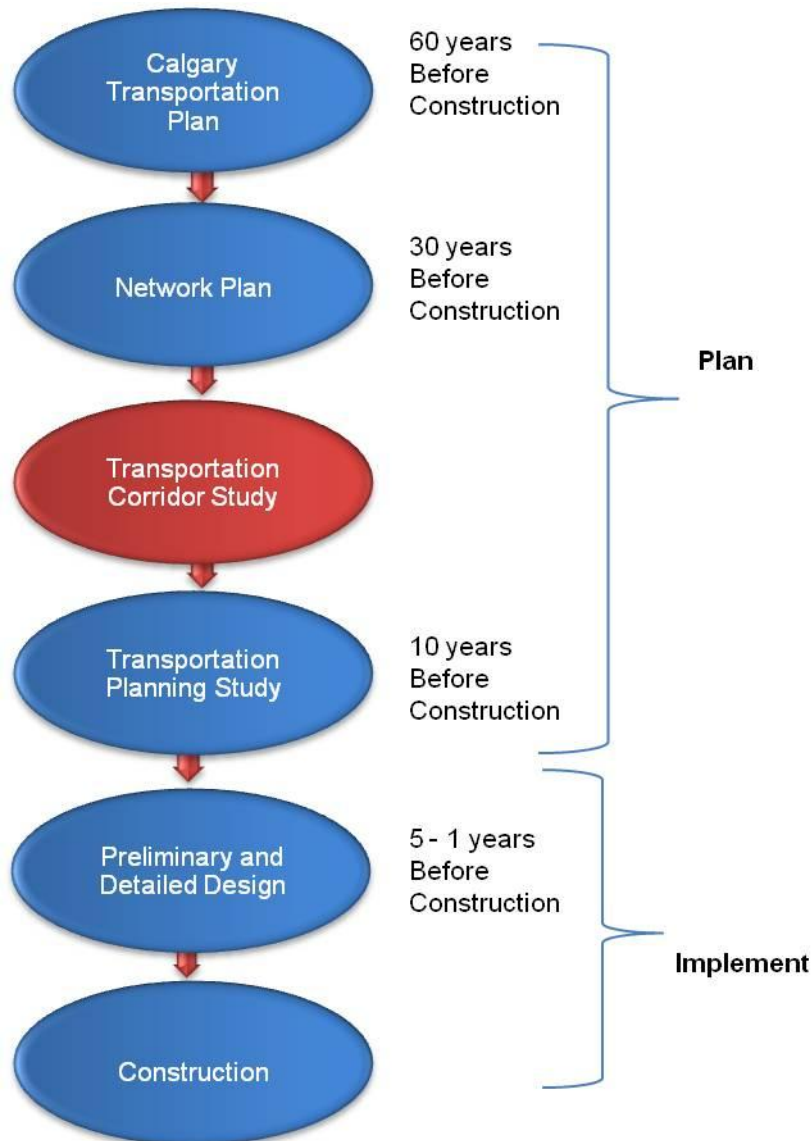 Calgary
Transportation
Plan
60 years
Before
Construction
Network Plan
30 years
Before
Construction
Plan
Transportation
Corridor Study
Transportation
Planning Study
10 years
Before
Construction
Preliminary and
Detailed Design
5 - 1 years
Before
Construction
Implement
Construction